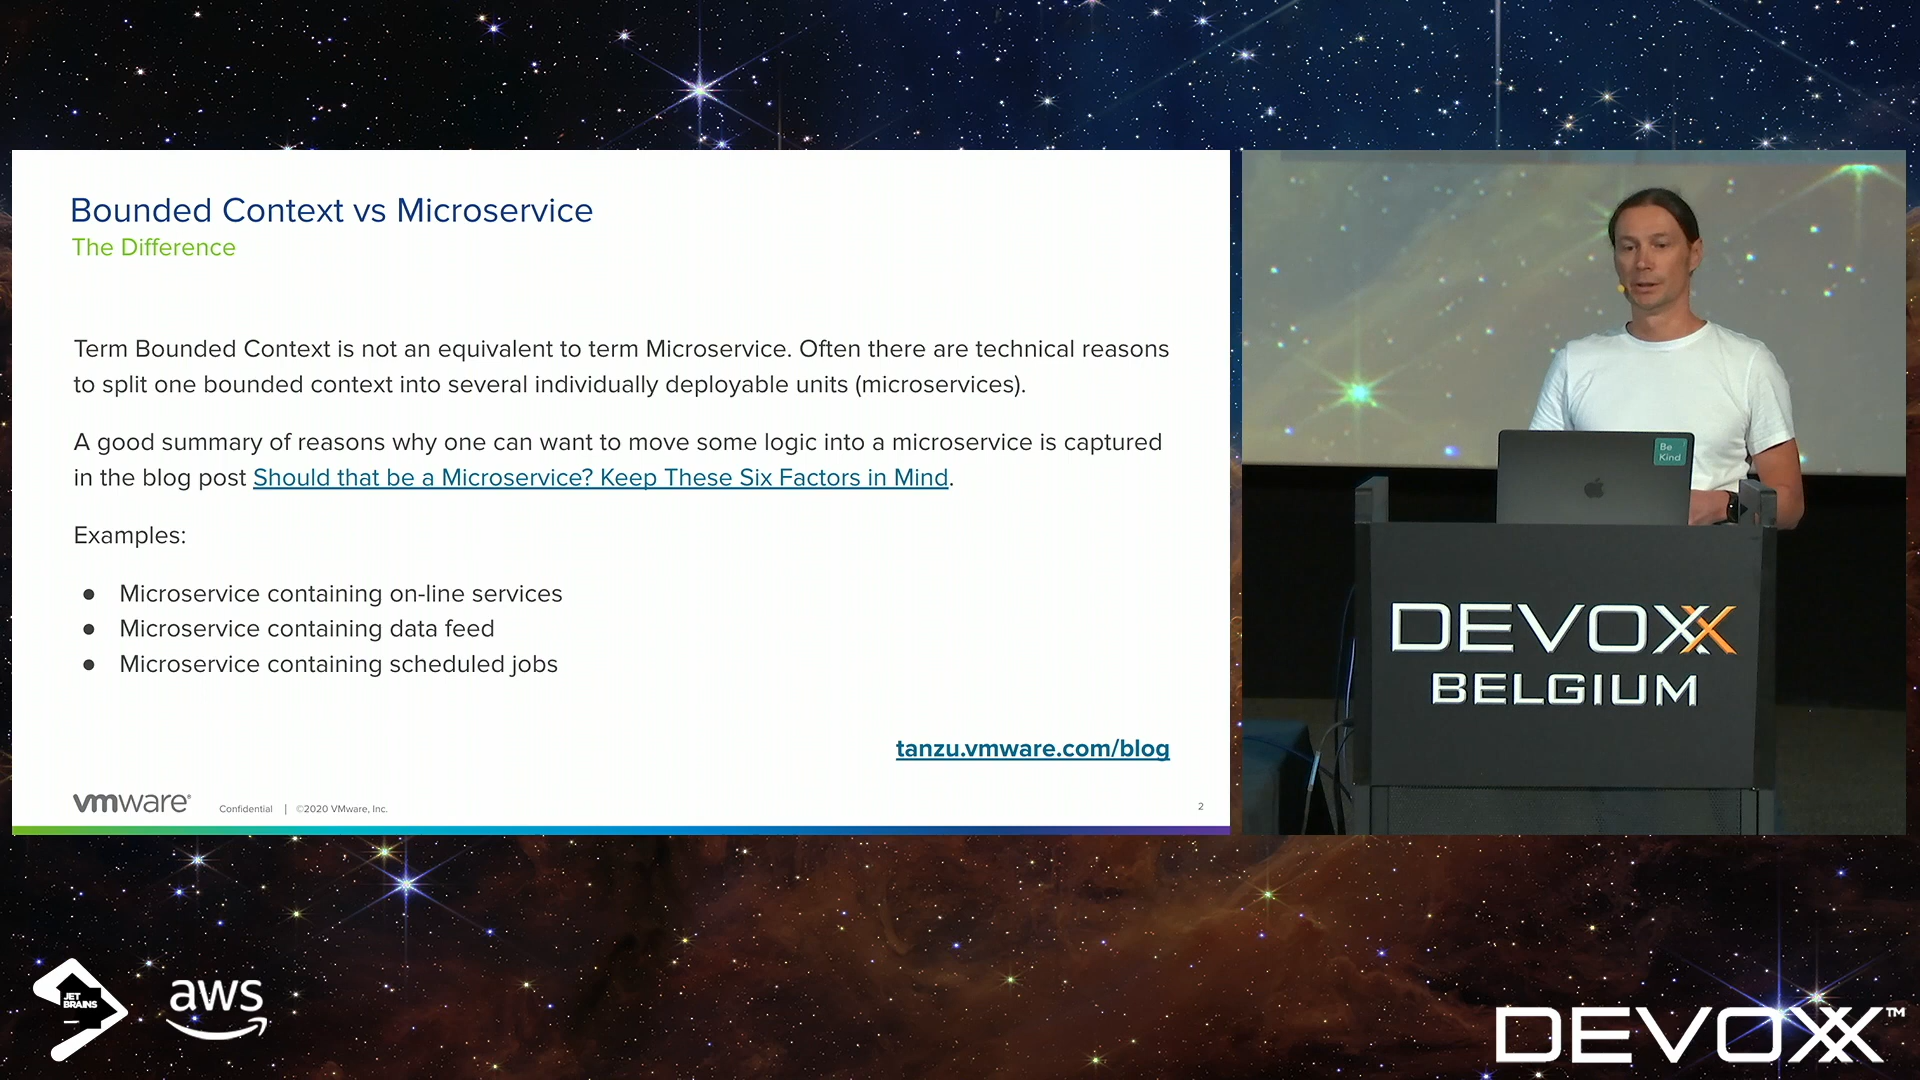 Bounded Context vs Microservice
The Difference
Term Bounded Context is not an equivalent to term Microservice. Often there are technical reasons
to split one bounded context into several individually deployable units (microservices).
A good summary of reasons why one can want to move some logic into a microservice is captured
in the blog post Should that be a Microservice? Keep These Six Factors in Mind.
Examples:
● Microservice containing on-line services
● Microservice containing data feed
● Microservice containing scheduled jobs
tanzu.vmware.com/blog
vmware® Confidential | ©2020 VMware, Inc. 2
Be
Kind
DEVOXX
BELGIUM
JET
BRAINS
aws
DEVOXX™